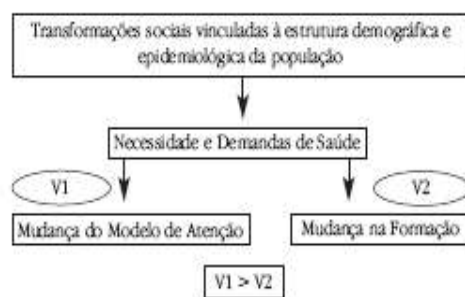 Transformações sociais vinculadas à estrutura demográfica e
epidemiológica da população
Necessidade e Demandas de Saúde
V1
V2
Mudança do Modelo de Atenção
Mudança na Formação
V1 > V2